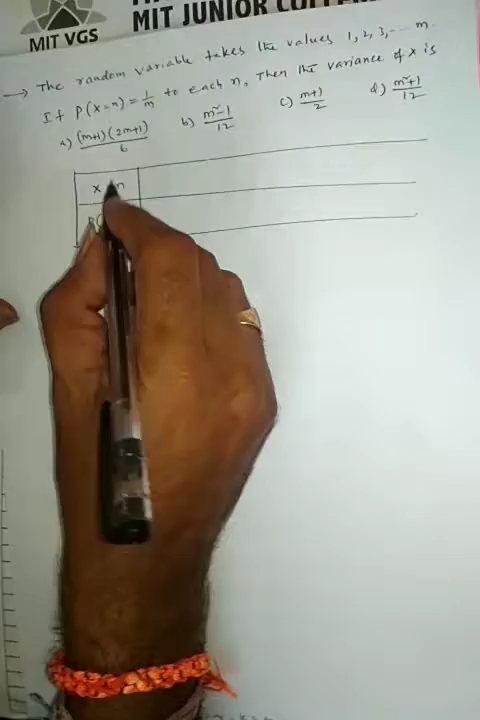 MIT JUNIOR
MIT VGS
→ The random variable takes the values 1, 2, 3, ... m.
If P(X=n) = 1/m to each n, Then the variance of x is
a) (m+1)(2m+1)/6 b) m²-1/12 c) m+1/2 d) m²+1/12
x n
P(